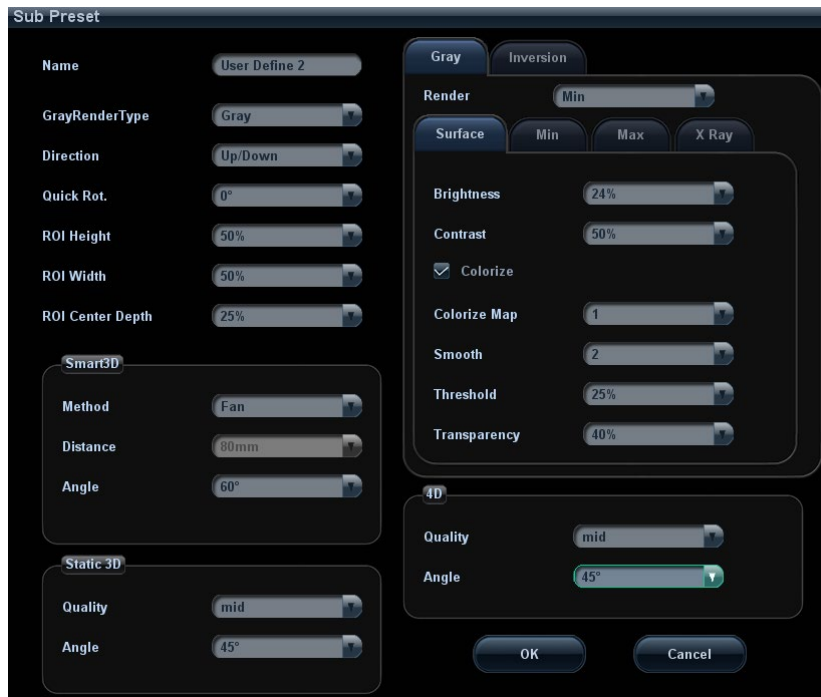 Sub Preset
Name User Define 2
GrayRenderType Gray
Direction Up/Down
Quick Rot. 0°
ROI Height 50%
ROI Width 50%
ROI Center Depth 25%
Smart3D
Method Fan
Distance 80mm
Angle 60°
Static 3D
Quality mid
Angle 45°
Gray Inversion
Render Min
Surface Min Max X Ray
Brightness 24%
Contrast 50%
Colorize
Colorize Map 1
Smooth 2
Threshold 25%
Transparency 40%
4D
Quality mid
Angle 45°
OK Cancel